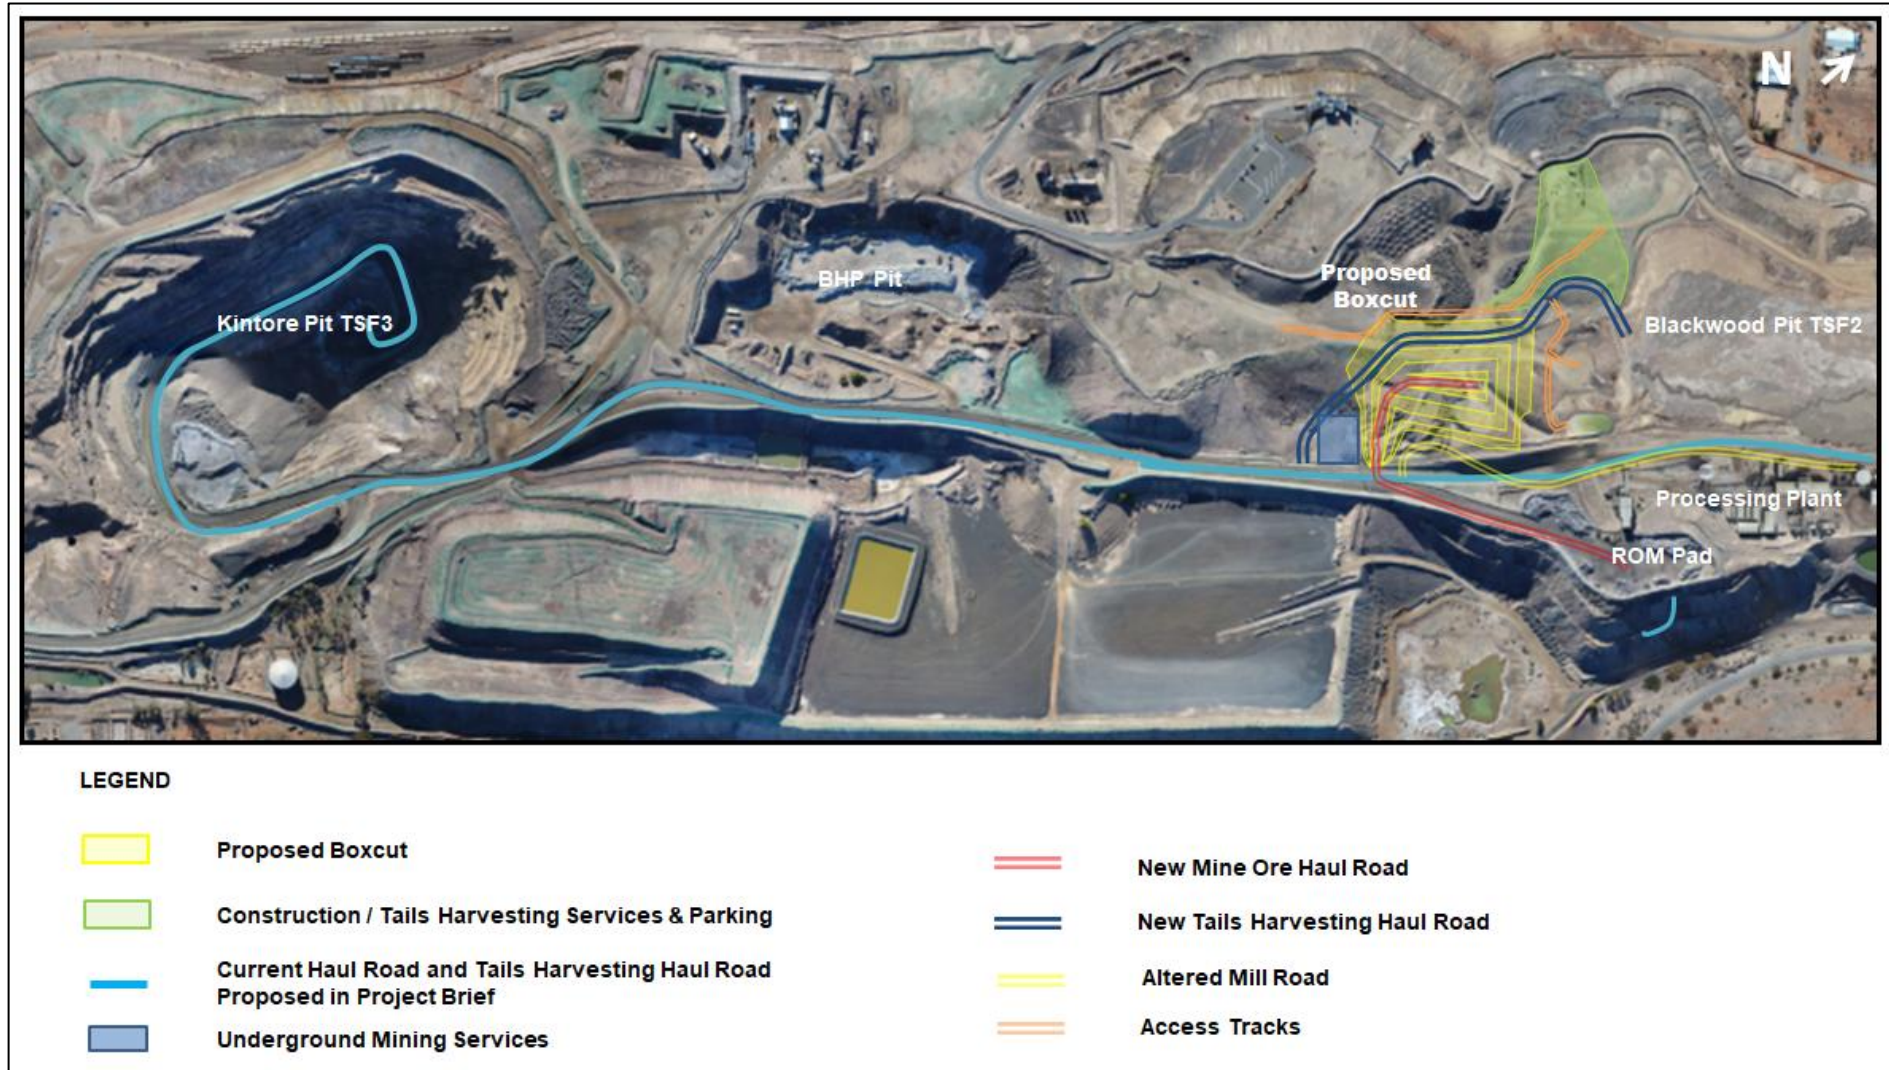 N
BHP Pit
Proposed
Boxcut
Kintore Pit TSF3
Blackwood Pit TSF2
Processing Plant
ROM Pad
LEGEND
Proposed Boxcut
Construction / Tails Harvesting Services & Parking
Current Haul Road and Tails Harvesting Haul Road
Proposed in Project Brief
Underground Mining Services
New Mine Ore Haul Road
New Tails Harvesting Haul Road
Altered Mill Road
Access Tracks